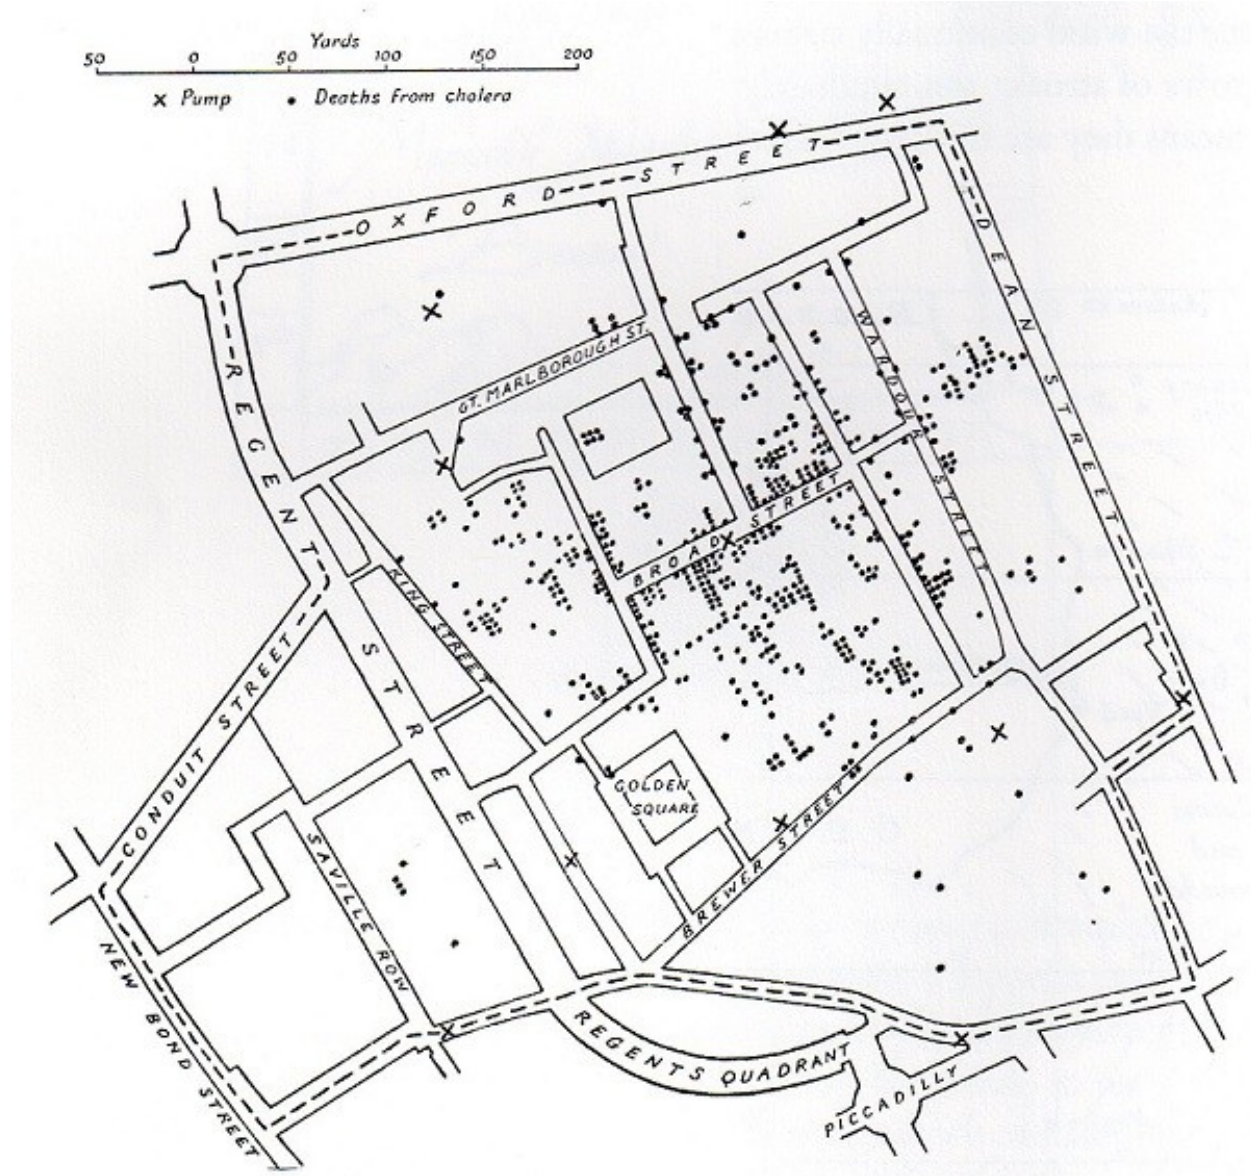 Yards
50 0 50 100 150 200
× Pump • Deaths from cholera
OXFORD STREET
DEAN STREET
WARDOUR STREET
GT. MARLBOROUGH ST.
REGENT STREET
BROAD STREET
KING STREET
CONDUIT STREET
GOLDEN
SQUARE
BREWER STREET
SAVILLE ROW
NEW BOND STREET
REGENTS QUADRANT
PICCADILLY